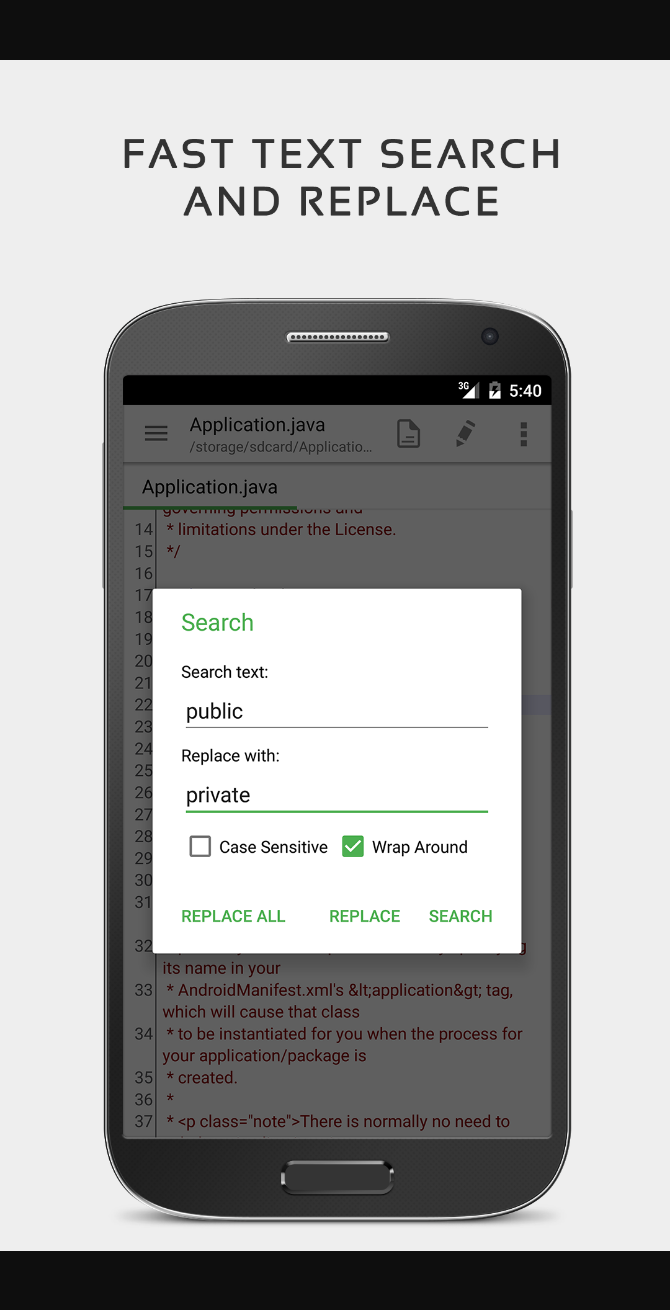 FAST TEXT SEARCH
AND REPLACE
3G 5:40
Application.java
/storage/sdcard/Applicatio...
Application.java
governing permissions and
14 * limitations under the License.
15 */
16
17
18
19
20
21
22
23
24
25
26
27
28
29
30
31
Search
Search text:
public
Replace with:
private
Case Sensitive Wrap Around
REPLACE ALL REPLACE SEARCH
32
its name in your
33 * AndroidManifest.xml's &lt;application&gt; tag,
which will cause that class
34 * to be instantiated for you when the process for
your application/package is
35 * created.
36 *
37 * <p class="note">There is normally no need to